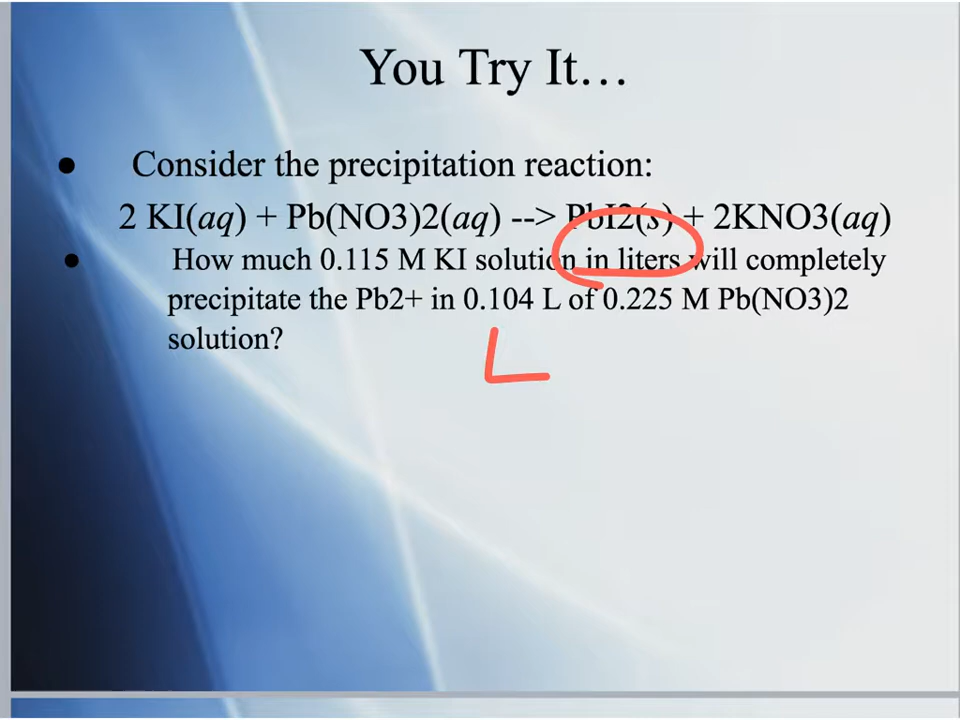 You Try It…
● Consider the precipitation reaction:
2 KI(aq) + Pb(NO3)2(aq) --> PbI2(s) + 2KNO3(aq)
● How much 0.115 M KI solution in liters will completely
precipitate the Pb2+ in 0.104 L of 0.225 M Pb(NO3)2
solution?
L